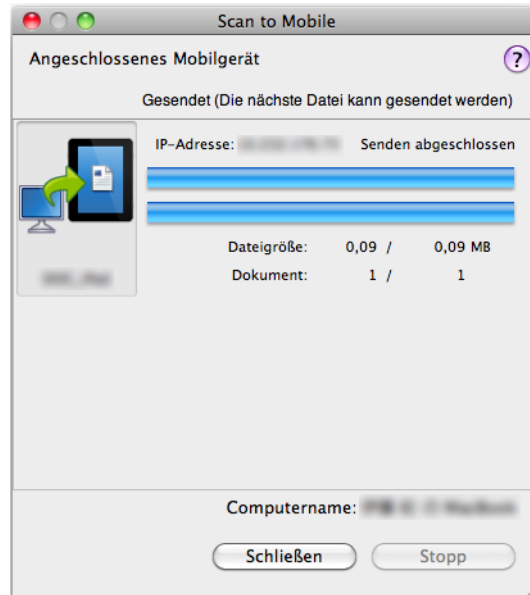 Scan to Mobile
Angeschlossenes Mobilgerät
?
Gesendet (Die nächste Datei kann gesendet werden)
IP-Adresse: Senden abgeschlossen
Dateigröße: 0,09 / 0,09 MB
Dokument: 1 / 1
Computername:
Schließen Stopp